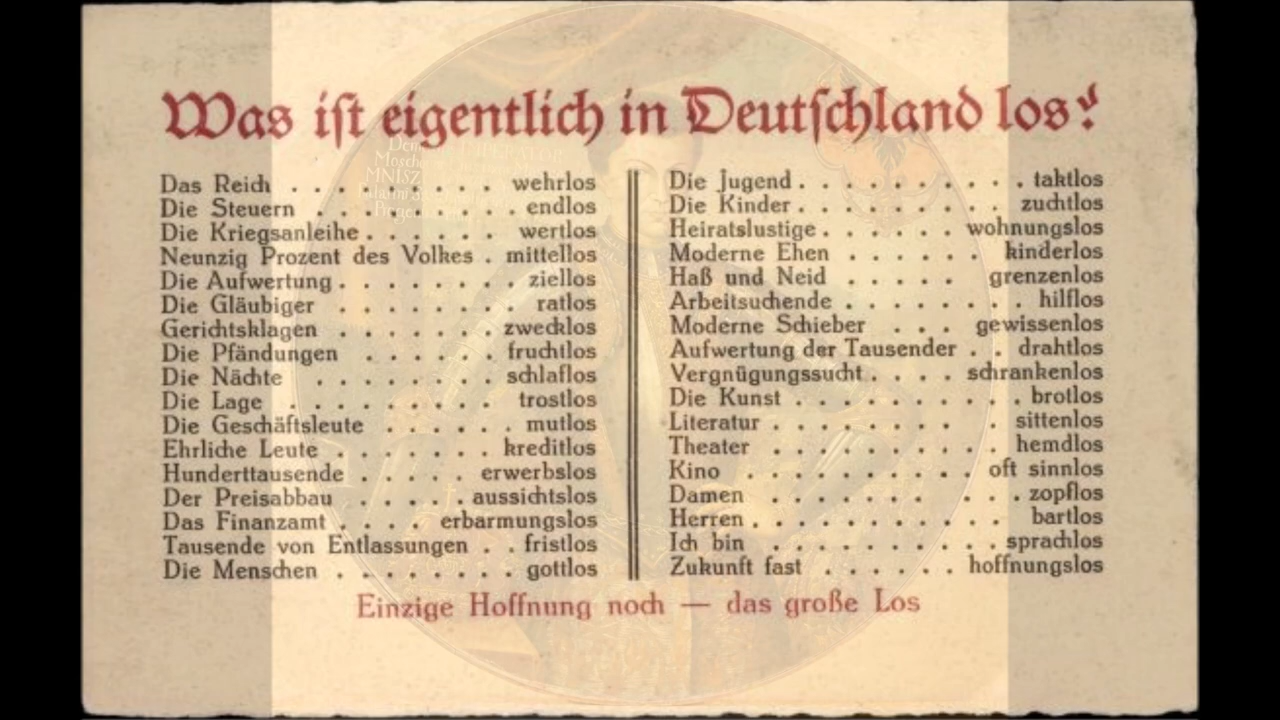 Was ist eigentlich in Deutschland los?
Das Reich . . . . . . . . . wehrlos
Die Steuern . . . . . . . . . endlos
Die Kriegsanleihe . . . . . . wertlos
Neunzig Prozent des Volkes . mittellos
Die Aufwertung . . . . . . . . ziellos
Die Gläubiger . . . . . . . . ratlos
Gerichtsklagen . . . . . . . zwecklos
Die Pfändungen . . . . . . fruchtlos
Die Nächte . . . . . . . . schlaflos
Die Lage . . . . . . . . . trostlos
Die Geschäftsleute . . . . . . mutlos
Ehrliche Leute . . . . . . . kreditlos
Hunderttausende . . . . . erwerbslos
Der Preisabbau . . . . . aussichtslos
Das Finanzamt . . . . erbarmungslos
Tausende von Entlassungen . . fristlos
Die Menschen . . . . . . . . gottlos
Die Jugend . . . . . . . . . . taktlos
Die Kinder . . . . . . . . . zuchtlos
Heiratslustige . . . . . . wohnungslos
Moderne Ehen . . . . . . kinderlos
Haß und Neid . . . . . grenzenlos
Arbeitsuchende . . . . . . . . hilflos
Moderne Schieber . . . gewissenlos
Aufwertung der Tausender . . drahtlos
Vergnügungssucht . . . . schrankenlos
Die Kunst . . . . . . . . . . brotlos
Literatur . . . . . . . . . . sittenlos
Theater . . . . . . . . . . hemdlos
Kino . . . . . . . . . . oft sinnlos
Damen . . . . . . . . . . zopflos
Herren . . . . . . . . . . . bartlos
Ich bin . . . . . . . . . . sprachlos
Zukunft fast . . . . . . hoffnungslos
Einzige Hoffnung noch — das große Los